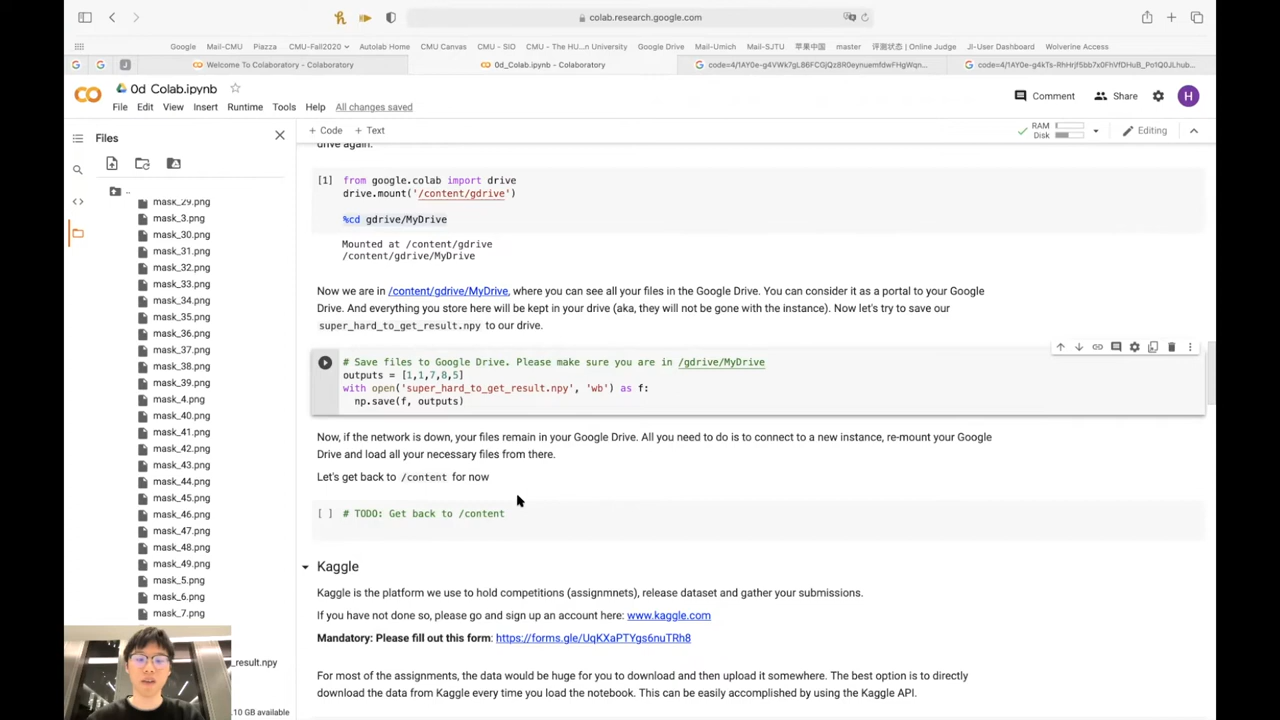 colab.research.google.com
Google
Mail-CMU
Piazza
CMU-Fall2020
Autolab Home
CMU Canvas
CMU - SIO
CMU - The HU...n University
Google Drive
Mail-Umich
Mail-SJTU
苹果中国
master
评测状态 | Online Judge
JI-User Dashboard
Wolverine Access
Welcome To Colaboratory - Colaboratory
0d_Colab.ipynb - Colaboratory
0d Colab.ipynb
Comment
Share
H
File Edit View Insert Runtime Tools Help All changes saved
Files
+ Code + Text
RAM
Disk
Editing
..
mask_29.png
mask_3.png
mask_30.png
mask_31.png
mask_32.png
mask_33.png
mask_34.png
mask_35.png
mask_36.png
mask_37.png
mask_38.png
mask_39.png
mask_4.png
mask_40.png
mask_41.png
mask_42.png
mask_43.png
mask_44.png
mask_45.png
mask_46.png
mask_47.png
mask_48.png
mask_49.png
mask_5.png
mask_6.png
mask_7.png
_result.npy
10 GB available
drive again.
[1] from google.colab import drive
drive.mount('/content/gdrive')
%cd gdrive/MyDrive
Mounted at /content/gdrive
/content/gdrive/MyDrive
Now we are in /content/gdrive/MyDrive, where you can see all your files in the Google Drive. You can consider it as a portal to your Google
Drive. And everything you store here will be kept in your drive (aka, they will not be gone with the instance). Now let's try to save our
super_hard_to_get_result.npy to our drive.
# Save files to Google Drive. Please make sure you are in /gdrive/MyDrive
outputs = [1,1,7,8,5]
with open('super_hard_to_get_result.npy', 'wb') as f:
np.save(f, outputs)
Now, if the network is down, your files remain in your Google Drive. All you need to do is to connect to a new instance, re-mount your Google
Drive and load all your necessary files from there.
Let's get back to /content for now
[ ] # TODO: Get back to /content
Kaggle
Kaggle is the platform we use to hold competitions (assignmnets), release dataset and gather your submissions.
If you have not done so, please go and sign up an account here: www.kaggle.com
Mandatory: Please fill out this form: https://forms.gle/UqKXaPTYgs6nuTRh8
For most of the assignments, the data would be huge for you to download and then upload it somewhere. The best option is to directly
download the data from Kaggle every time you load the notebook. This can be easily accomplished by using the Kaggle API.